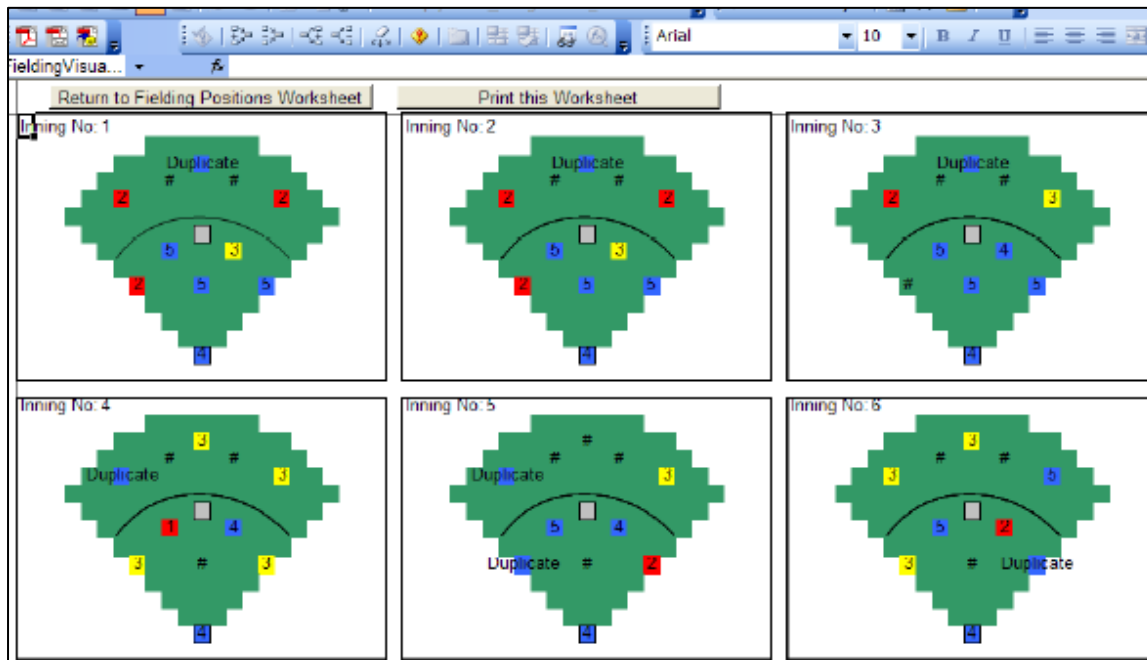 Arial 10 B I U
FieldingVisua... fx
Return to Fielding Positions Worksheet Print this Worksheet
Inning No: 1 Inning No: 2 Inning No: 3
Duplicate Duplicate Duplicate
# # # # # #
2 2 2 2 2 3
5 3 5 3 5 4
2 5 5 2 5 5 # 5 5
4 4 4
Inning No: 4 Inning No: 5 Inning No: 6
3 # 3
# # # # # #
Duplicate 3 Duplicate 3 3 5
1 4 5 4 5 2
3 # 3 Duplicate # 2 3 # Duplicate
4 4 4